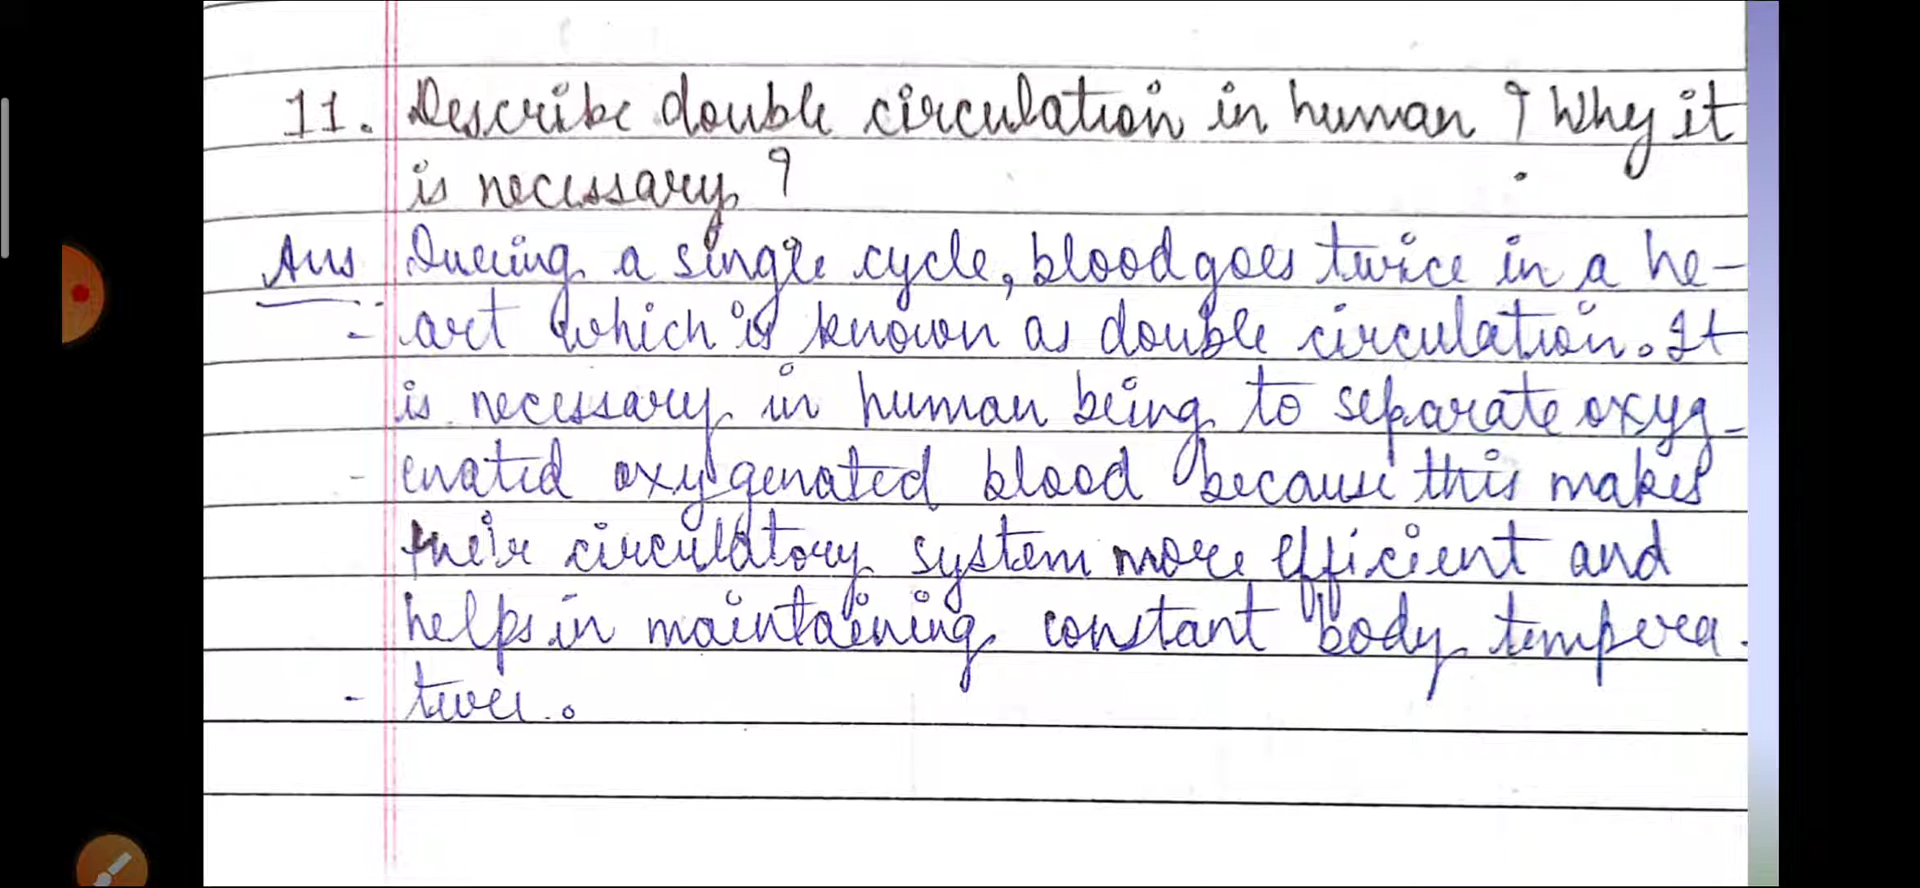 11. Describe double circulation in human ? Why it
is necessary ?
Ans During a single cycle, blood goes twice in a he-
- art which is known as double circulation. It
is necessary in human being to separate oxyg-
- enated oxygenated blood because this makes
their circulatory system more efficient and
helps in maintaining constant body tempera-
- ture.